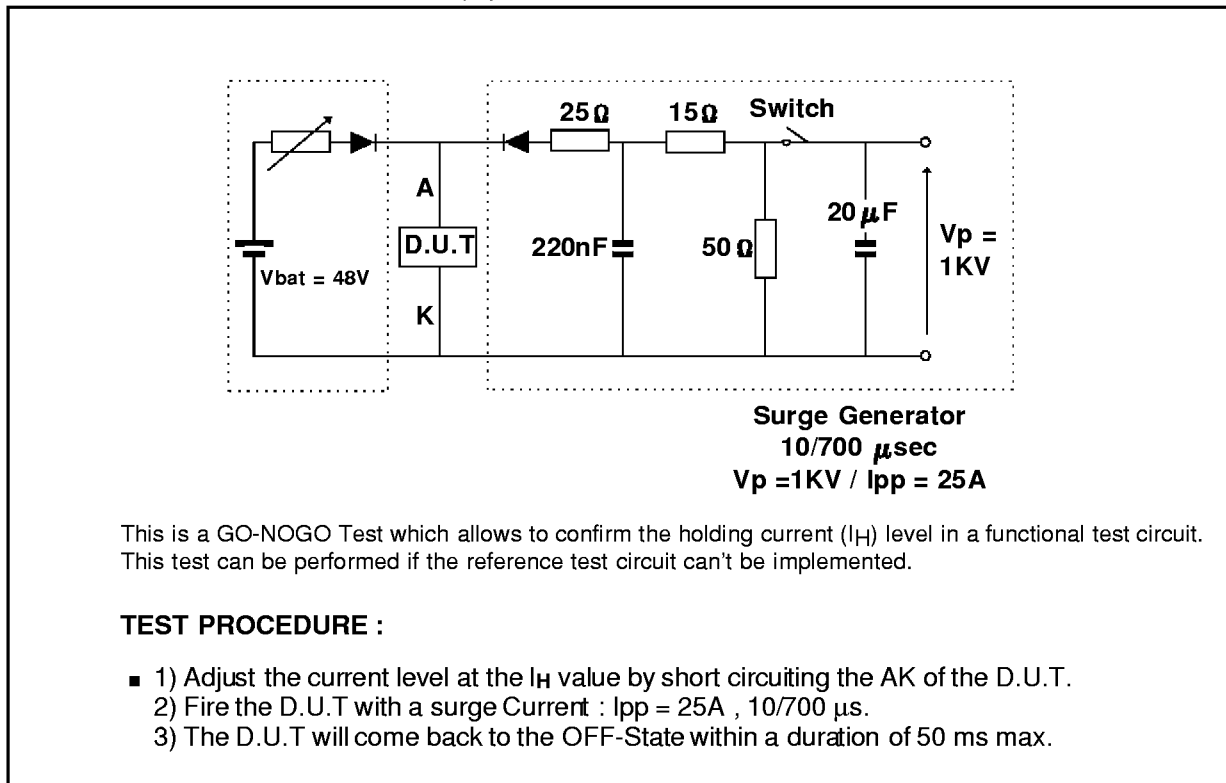 25Ω
15Ω
Switch
A
D.U.T
K
Vbat = 48V
220nF
50Ω
20µF
Vp =
1KV
Surge Generator
10/700 µsec
Vp =1KV / Ipp = 25A
This is a GO-NOGO Test which allows to confirm the holding current (IH) level in a functional test circuit.
This test can be performed if the reference test circuit can't be implemented.
TEST PROCEDURE :
■ 1) Adjust the current level at the IH value by short circuiting the AK of the D.U.T.
2) Fire the D.U.T with a surge Current : Ipp = 25A , 10/700 µs.
3) The D.U.T will come back to the OFF-State within a duration of 50 ms max.